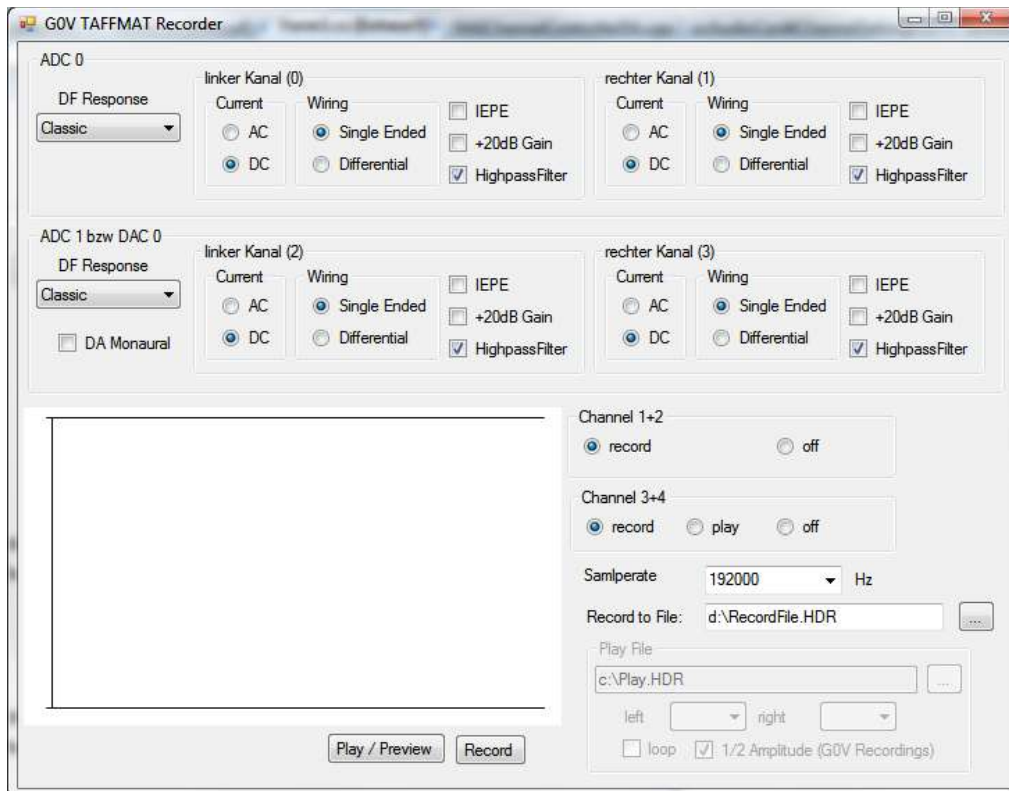 G0V TAFFMAT Recorder
ADC 0
DF Response
Classic
linker Kanal (0)
Current
AC
DC
Wiring
Single Ended
Differential
IEPE
+20dB Gain
HighpassFilter
rechter Kanal (1)
Current
AC
DC
Wiring
Single Ended
Differential
IEPE
+20dB Gain
HighpassFilter
ADC 1 bzw DAC 0
DF Response
Classic
DA Monaural
linker Kanal (2)
Current
AC
DC
Wiring
Single Ended
Differential
IEPE
+20dB Gain
HighpassFilter
rechter Kanal (3)
Current
AC
DC
Wiring
Single Ended
Differential
IEPE
+20dB Gain
HighpassFilter
Channel 1+2
record off
Channel 3+4
record play off
Samlperate 192000 Hz
Record to File: d:\RecordFile.HDR ...
Play File
c:\Play.HDR ...
left right
loop 1/2 Amplitude (G0V Recordings)
Play / Preview Record